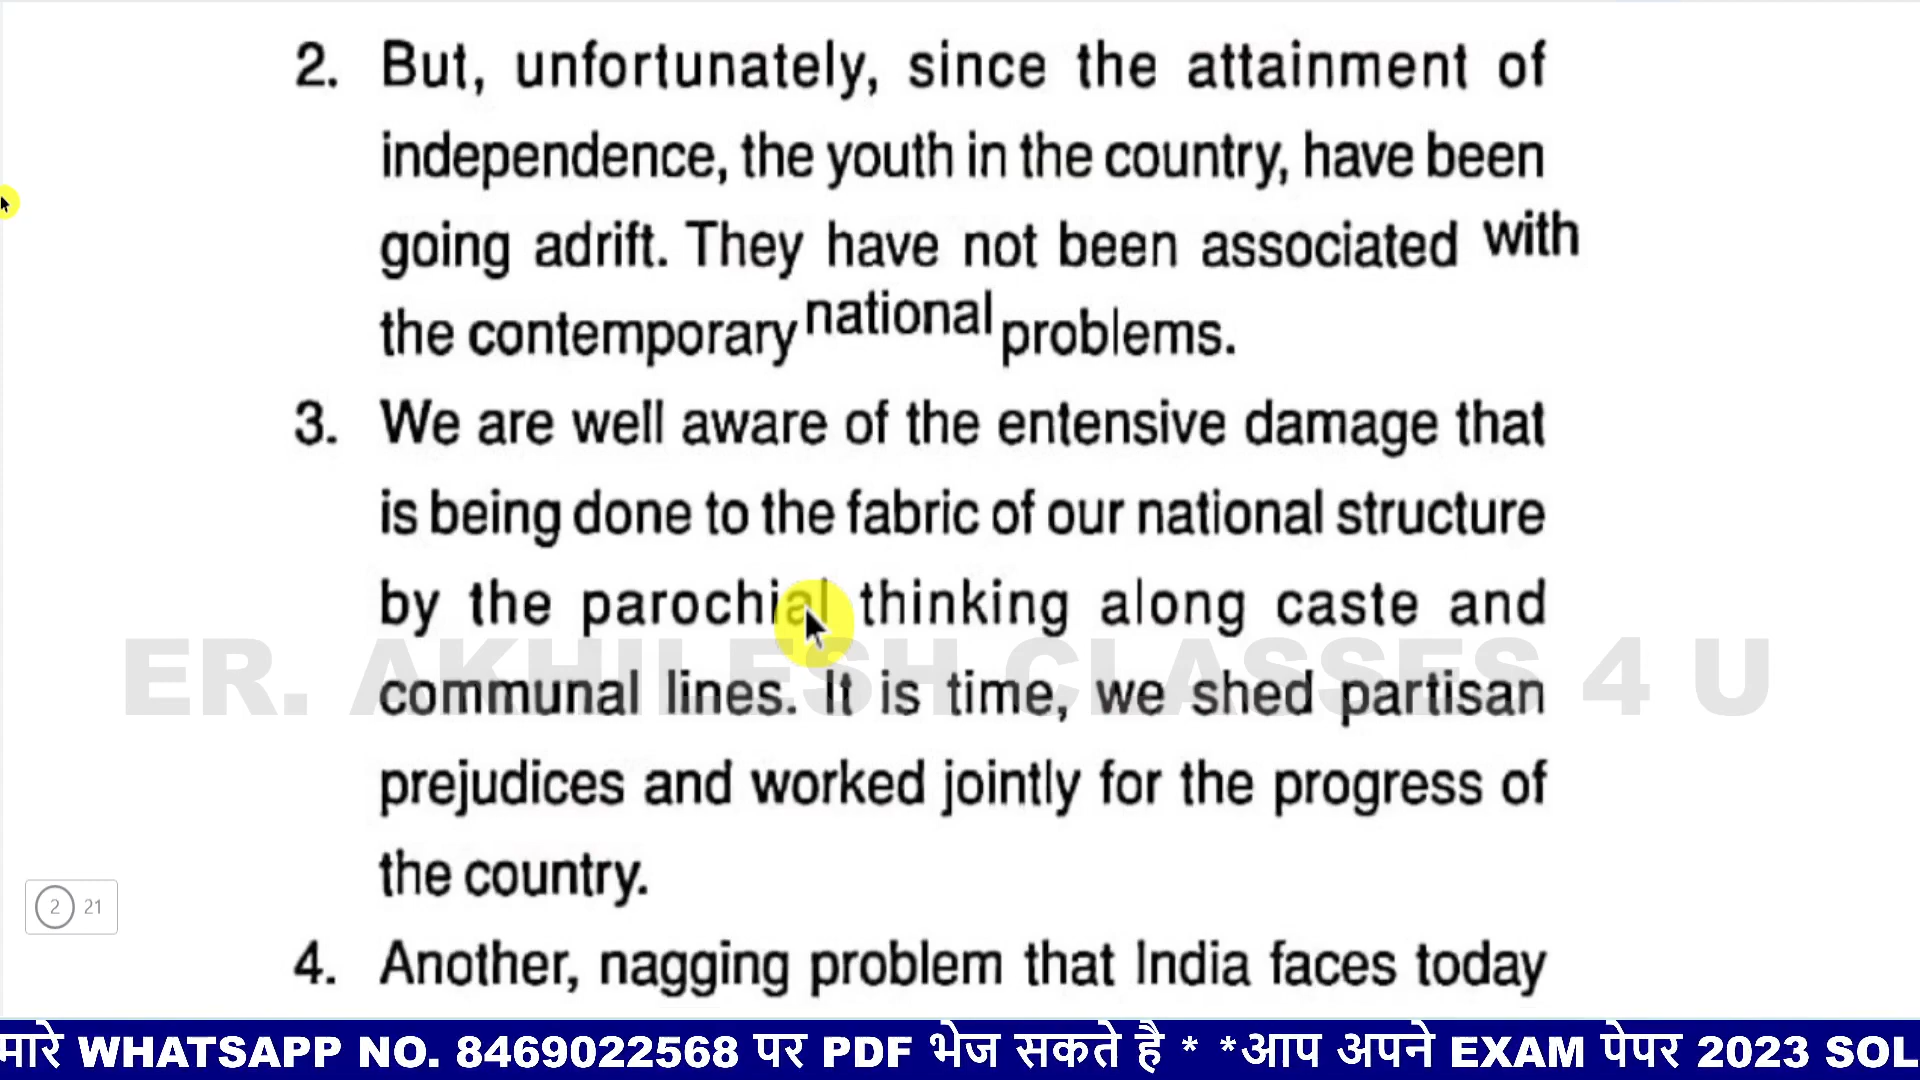 2. But, unfortunately, since the attainment of
independence, the youth in the country, have been
going adrift. They have not been associated with
the contemporary national problems.
3. We are well aware of the entensive damage that
is being done to the fabric of our national structure
by the parochial thinking along caste and
ER. AKHILESH CLASSES 4 U
communal lines. It is time, we shed partisan
prejudices and worked jointly for the progress of
the country.
2 21
4. Another, nagging problem that India faces today
मारे WHATSAPP NO. 8469022568 पर PDF भेज सकते है * *आप अपने EXAM पेपर 2023 SOL